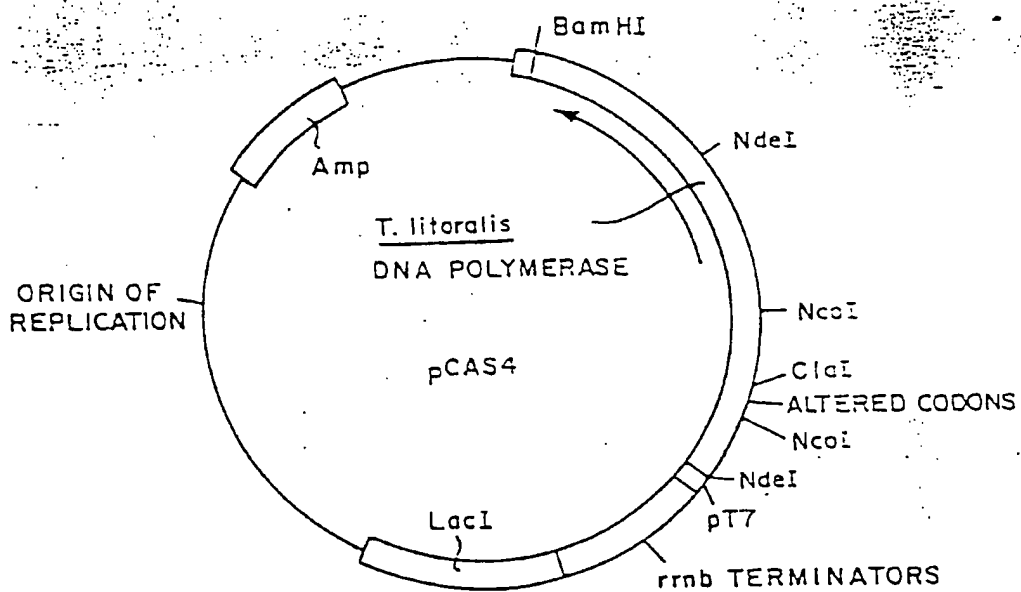 BamHI
NdeI
Amp
T. litoralis
DNA POLYMERASE
ORIGIN OF
REPLICATION
NcoI
pCAS4
ClaI
ALTERED CODONS
NcoI
NdeI
pT7
LacI
rrnb TERMINATORS